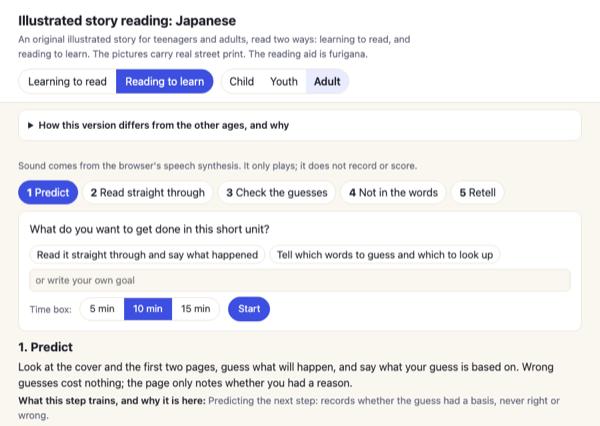 Illustrated story reading: Japanese
An original illustrated story for teenagers and adults, read two ways: learning to read, and
reading to learn. The pictures carry real street print. The reading aid is furigana.
Learning to read Reading to learn Child Youth Adult
▶ How this version differs from the other ages, and why
Sound comes from the browser's speech synthesis. It only plays; it does not record or score.
1 Predict 2 Read straight through 3 Check the guesses 4 Not in the words 5 Retell
What do you want to get done in this short unit?
Read it straight through and say what happened Tell which words to guess and which to look up
or write your own goal
Time box: 5 min 10 min 15 min Start
1. Predict
Look at the cover and the first two pages, guess what will happen, and say what your guess is based on. Wrong
guesses cost nothing; the page only notes whether you had a reason.
What this step trains, and why it is here: Predicting the next step: records whether the guess had a basis, never right or
wrong.